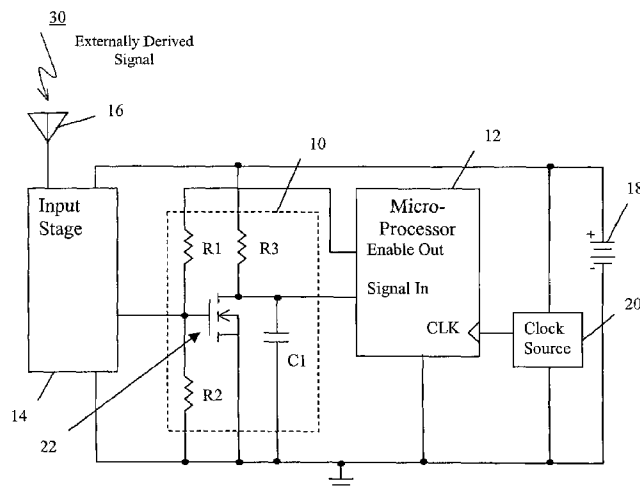 30
Externally Derived
Signal
16
10
12
18
Input
Stage
R1
R3
Micro-
Processor
Enable Out
Signal In
CLK
+
-
20
Clock
Source
C1
R2
14
22